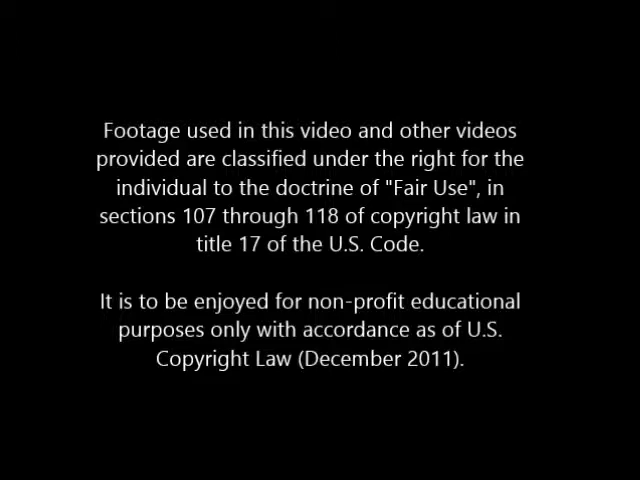 Footage used in this video and other videos
provided are classified under the right for the
individual to the doctrine of "Fair Use", in
sections 107 through 118 of copyright law in
title 17 of the U.S. Code.
It is to be enjoyed for non-profit educational
purposes only with accordance as of U.S.
Copyright Law (December 2011).